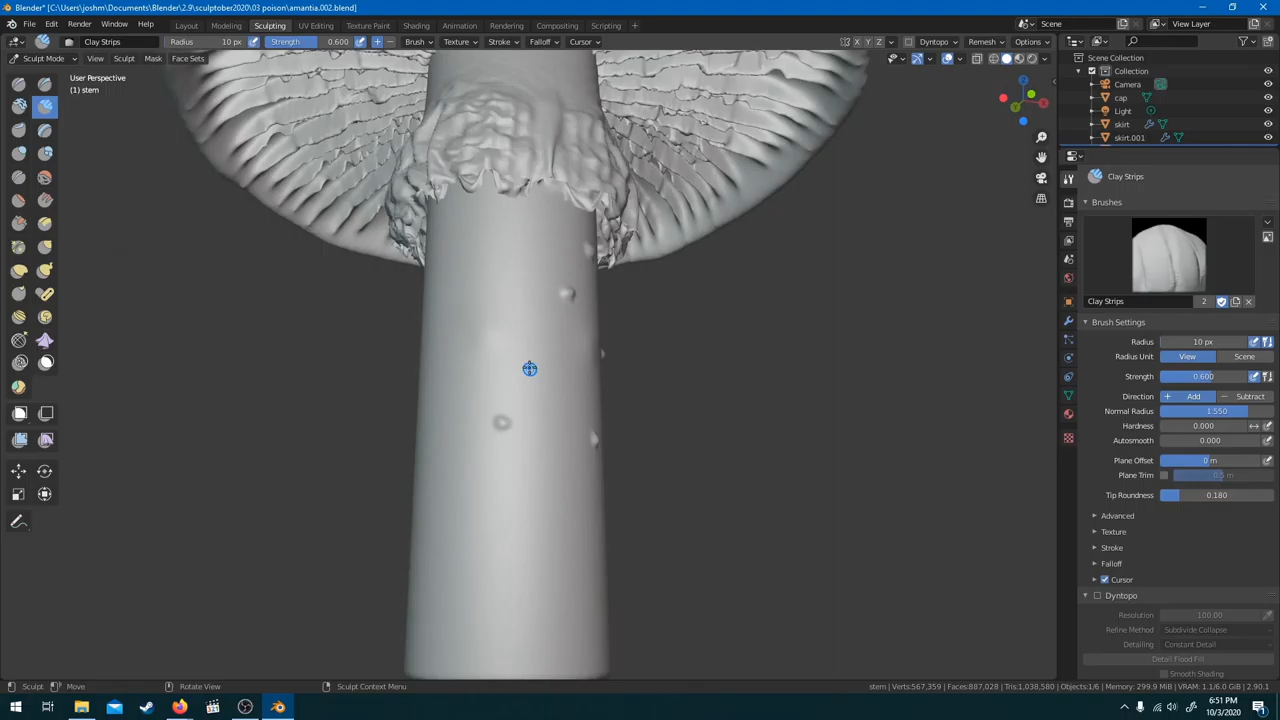 Blender* [C:\Users\joshm\Documents\Blender\2.9\sculptober2020\03 poison\amantia.002.blend]
File Edit Render Window Help Layout Modeling Sculpting UV Editing Texture Paint Shading Animation Rendering Compositing Scripting + Scene View Layer
Clay Strips Radius 10 px Strength 0.600 + Brush Texture Stroke Falloff Cursor X Y Z Dyntopo Remesh Options
Sculpt Mode View Sculpt Mask Face Sets
User Perspective
(1) stem
Z
X
Scene Collection
Collection
Camera
cap
Light
skirt
skirt.001
Clay Strips
Brushes
Clay Strips 2
Brush Settings
Radius 10 px
Radius Unit View Scene
Strength 0.600
Direction + Add − Subtract
Normal Radius 1.550
Hardness 0.000
Autosmooth 0.000
Plane Offset 0 m
Plane Trim 0.5 m
Tip Roundness 0.180
Advanced
Texture
Stroke
Falloff
Cursor
Dyntopo
Resolution 100.00
Refine Method Subdivide Collapse
Detailing Constant Detail
Detail Flood Fill
Smooth Shading
Sculpt Move Rotate View Sculpt Context Menu stem | Verts:567,359 | Faces:887,028 | Tris:1,038,580 | Objects:1/6 | Memory: 299.9 MiB | VRAM: 1.1/6.0 GiB | 2.90.1
6:51 PM
10/3/2020